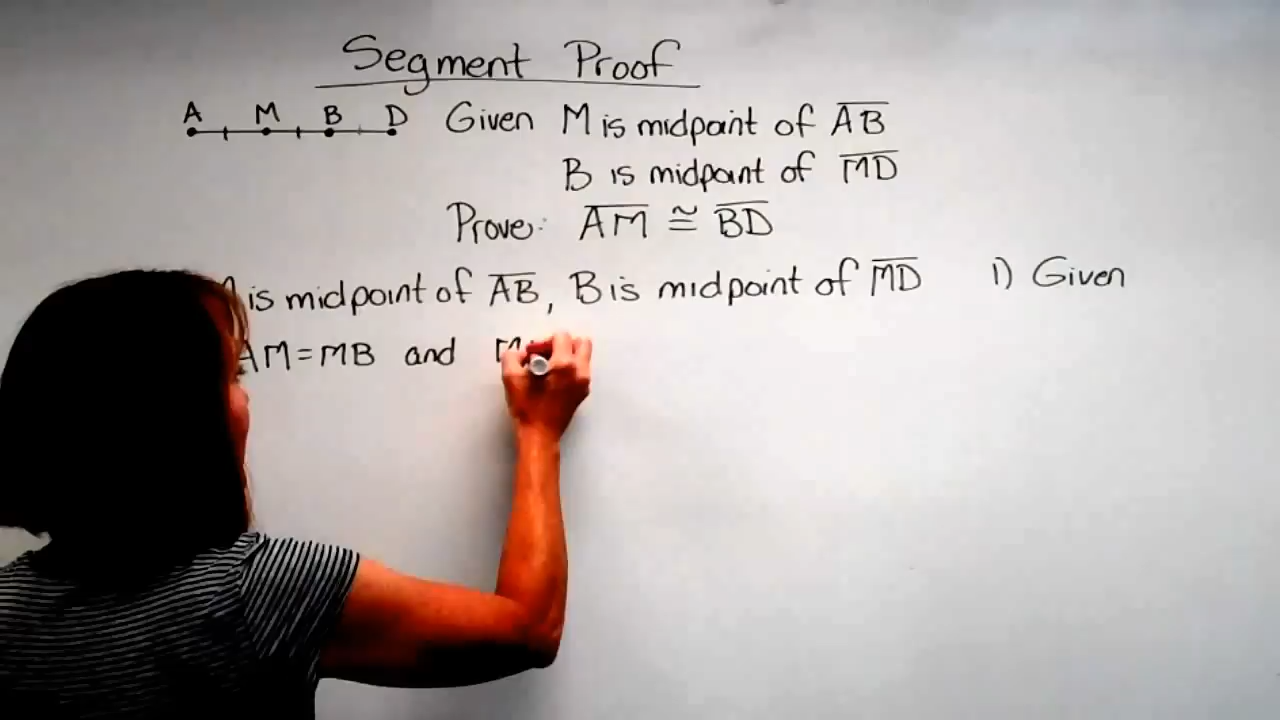 Segment Proof
A M B D Given M is midpoint of AB
B is midpoint of MD
Prove: AM ≅ BD
is midpoint of AB, B is midpoint of MD 1) Given
AM = MB and